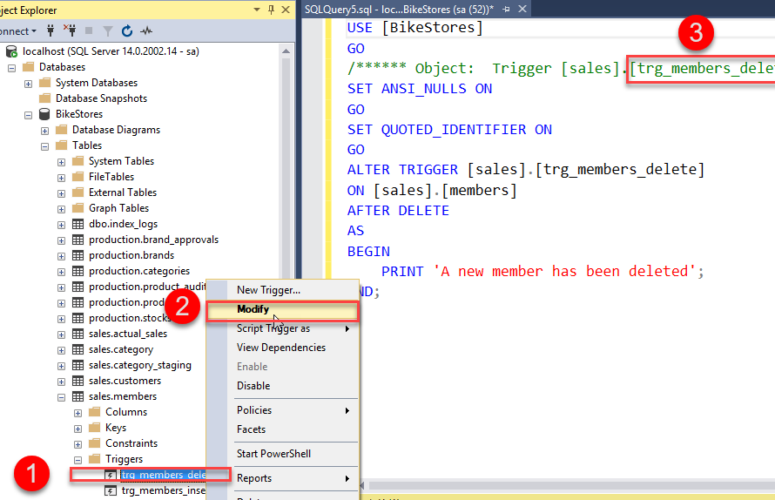 ject Explorer
onnect
localhost (SQL Server 14.0.2002.14 - sa)
Databases
System Databases
Database Snapshots
BikeStores
Database Diagrams
Tables
System Tables
FileTables
External Tables
Graph Tables
dbo.index_logs
production.brand_approvals
production.brands
production.categories
production.product_audit
production.prod
production.stocks
sales.actual_sales
sales.category
sales.category_staging
sales.customers
sales.members
Columns
Keys
Constraints
Triggers
1
trg_members_dele
trg_members_inse
2
New Trigger...
Modify
Script Trigger as
View Dependencies
Enable
Disable
Policies
Facets
Start PowerShell
Reports
SQLQuery5.sql - loc...BikeStores (sa (52))*
3
USE [BikeStores]
GO
/****** Object:  Trigger [sales].[trg_members_dele
SET ANSI_NULLS ON
GO
SET QUOTED_IDENTIFIER ON
GO
ALTER TRIGGER [sales].[trg_members_delete]
ON [sales].[members]
AFTER DELETE
AS
BEGIN
PRINT 'A new member has been deleted';
ND;